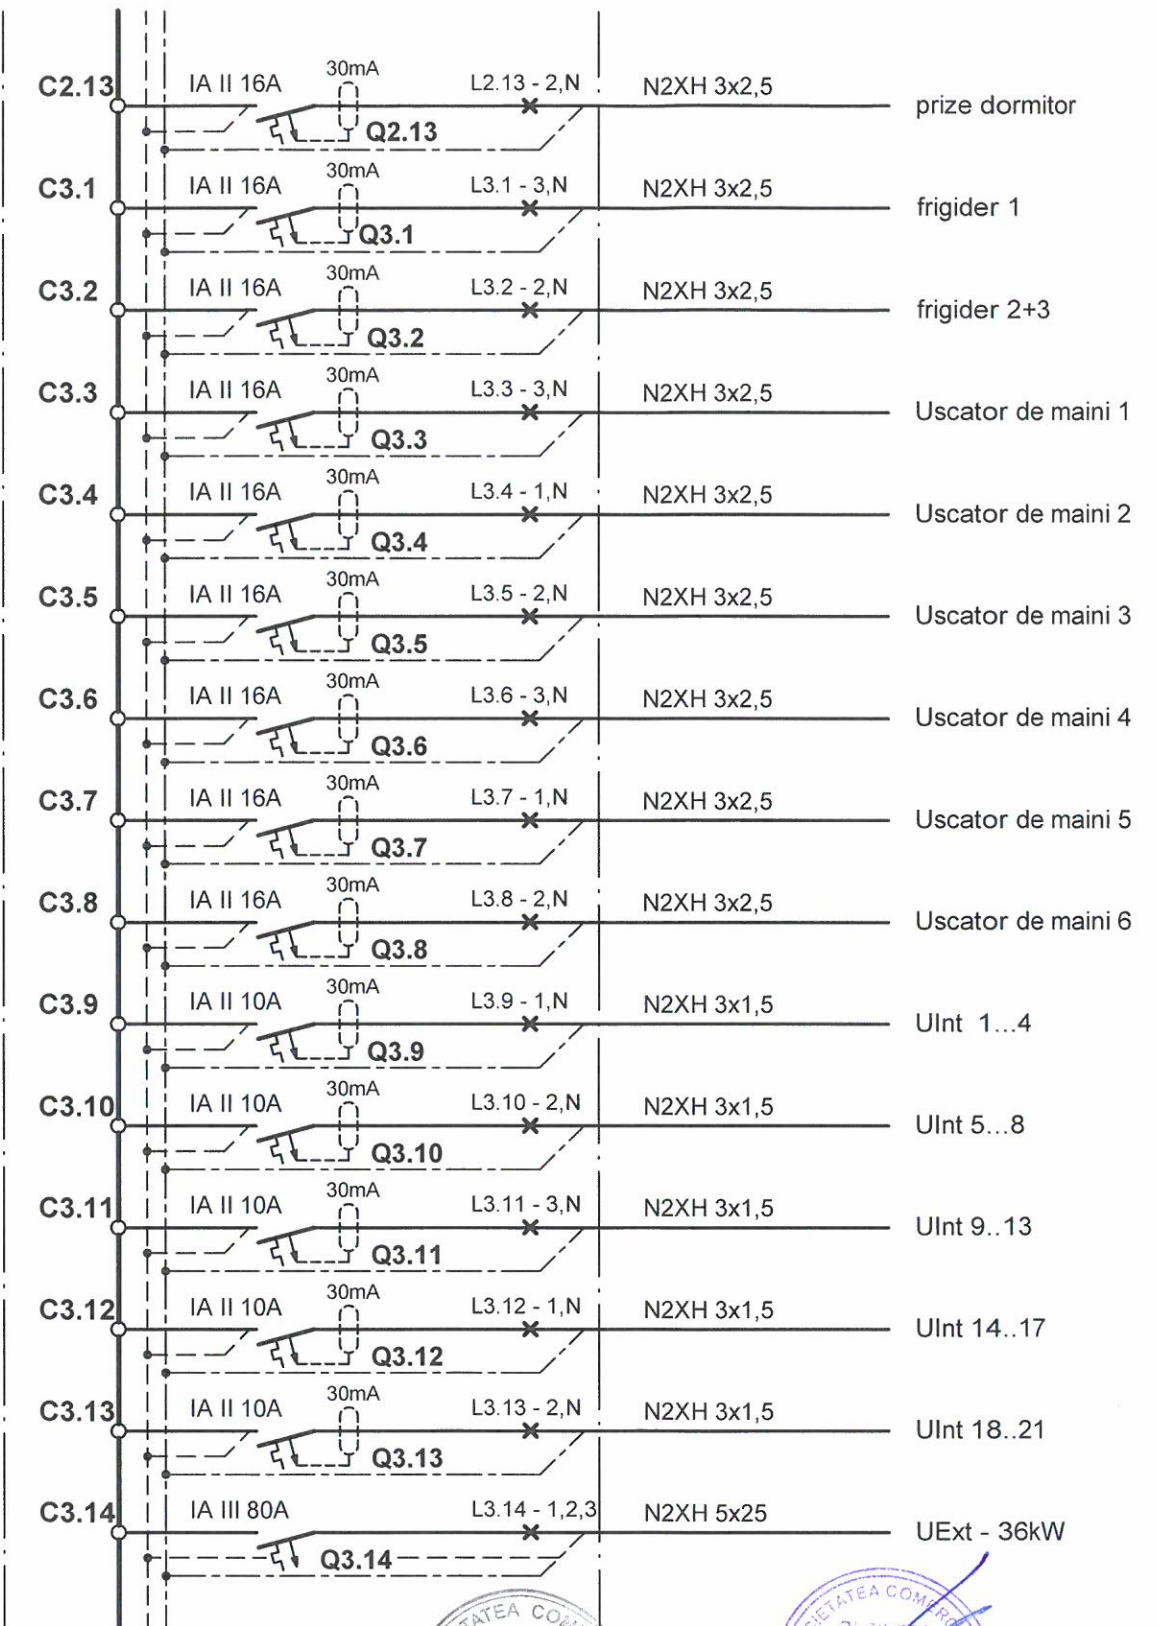 30mA
C2.13 IA II 16A L2.13 - 2,N N2XH 3x2,5 prize dormitor
Q2.13
30mA
C3.1 IA II 16A L3.1 - 3,N N2XH 3x2,5 frigider 1
Q3.1
30mA
C3.2 IA II 16A L3.2 - 2,N N2XH 3x2,5 frigider 2+3
Q3.2
30mA
C3.3 IA II 16A L3.3 - 3,N N2XH 3x2,5 Uscator de maini 1
Q3.3
30mA
C3.4 IA II 16A L3.4 - 1,N N2XH 3x2,5 Uscator de maini 2
Q3.4
30mA
C3.5 IA II 16A L3.5 - 2,N N2XH 3x2,5 Uscator de maini 3
Q3.5
30mA
C3.6 IA II 16A L3.6 - 3,N N2XH 3x2,5 Uscator de maini 4
Q3.6
30mA
C3.7 IA II 16A L3.7 - 1,N N2XH 3x2,5 Uscator de maini 5
Q3.7
30mA
C3.8 IA II 16A L3.8 - 2,N N2XH 3x2,5 Uscator de maini 6
Q3.8
30mA
C3.9 IA II 10A L3.9 - 1,N N2XH 3x1,5 UInt 1...4
Q3.9
30mA
C3.10 IA II 10A L3.10 - 2,N N2XH 3x1,5 UInt 5...8
Q3.10
30mA
C3.11 IA II 10A L3.11 - 3,N N2XH 3x1,5 UInt 9..13
Q3.11
30mA
C3.12 IA II 10A L3.12 - 1,N N2XH 3x1,5 UInt 14..17
Q3.12
30mA
C3.13 IA II 10A L3.13 - 2,N N2XH 3x1,5 UInt 18..21
Q3.13
C3.14 IA III 80A L3.14 - 1,2,3 N2XH 5x25 UExt - 36kW
Q3.14